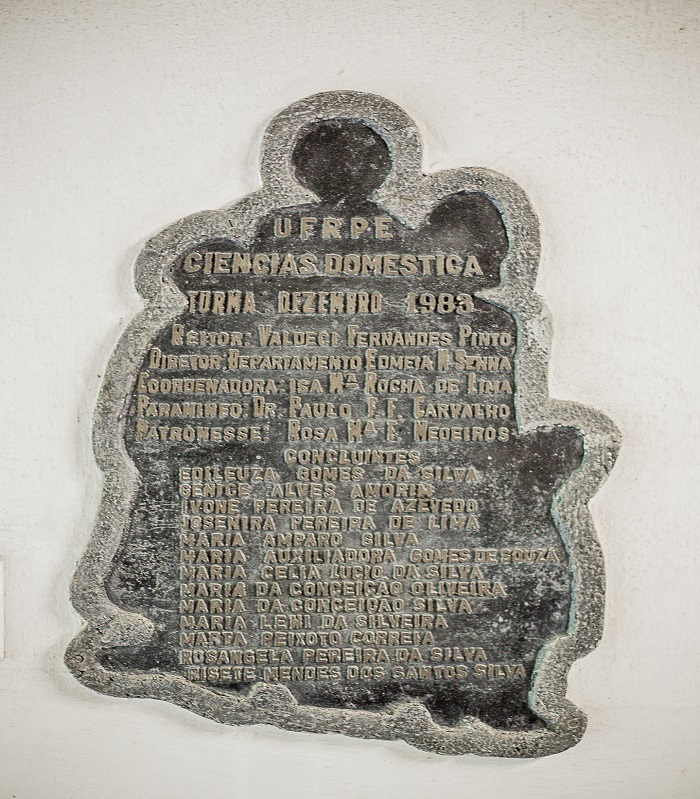 UFRPE
CIENCIAS DOMESTICA
TURMA DEZEMBRO 1983
REITOR: VALDECI FERNANDES PINTO
DIRETOR: DEPARTAMENTO EDMEIA Mª SENNA
COORDENADORA: ISA Mª ROCHA DE LIMA
PARANINFO: DR. PAULO F. F. CARVALHO
PATRONESSE: ROSA Mª F. MEDEIROS
CONCLUINTES
EDILEUZA GOMES DA SILVA
GENICE ALVES AMORIM
IVONE PEREIRA DE AZEVEDO
JOSENIRA PEREIRA DE LIMA
MARIA AMPARO SILVA
MARIA AUXILIADORA GOMES DE SOUZA
MARIA CELIA LUCIO DA SILVA
MARIA DA CONCEIÇÃO OLIVEIRA
MARIA DA CONCEIÇÃO SILVA
MARIA LENI DA SILVEIRA
MARTA PEIXOTO CORREIA
ROSANGELA PEREIRA DA SILVA
NISETE MENDES DOS SANTOS SILVA